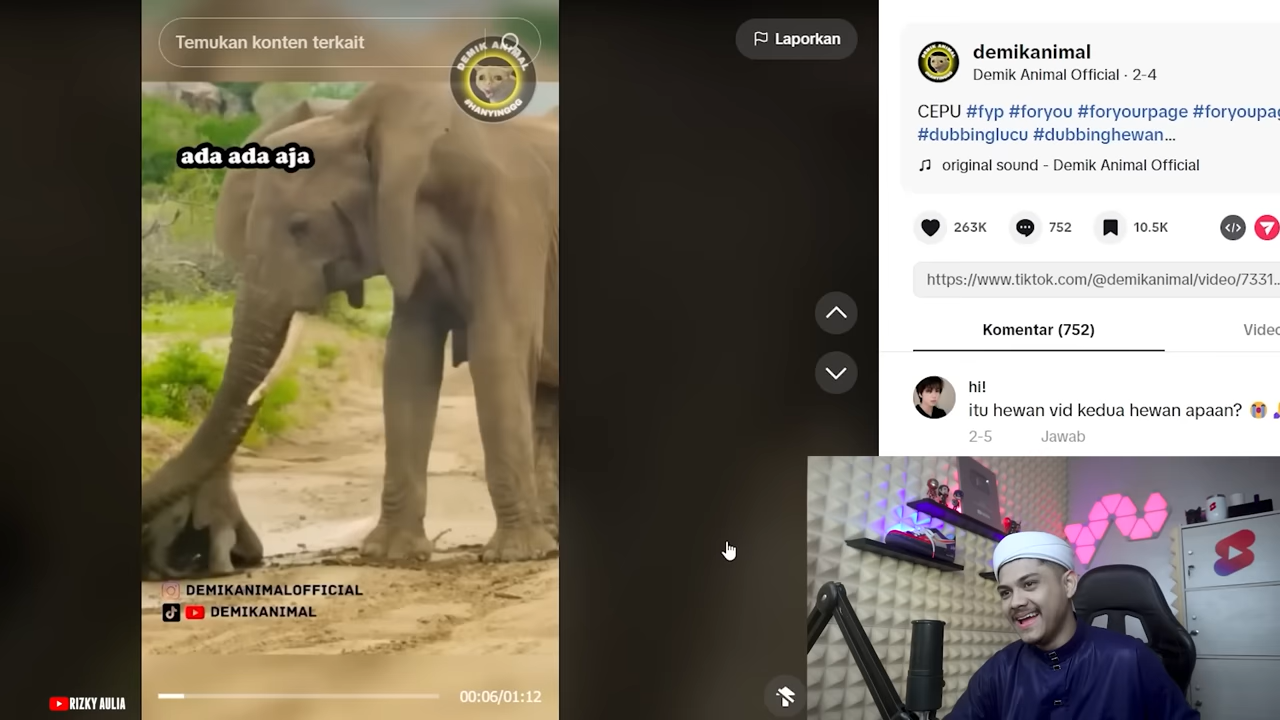 Temukan konten terkait
DEMIK ANIMAL
#HANYINGGG
Laporkan
ada ada aja
DEMIKANIMALOFFICIAL
DEMIKANIMAL
00:06/01:12
RIZKY AULIA
demikanimal
Demik Animal Official · 2-4
CEPU #fyp #foryou #foryourpage #foryoupag
#dubbinglucu #dubbinghewan...
original sound - Demik Animal Official
263K
752
10.5K
https://www.tiktok.com/@demikanimal/video/7331...
Komentar (752)
Video
hi!
itu hewan vid kedua hewan apaan? 😭
2-5 Jawab